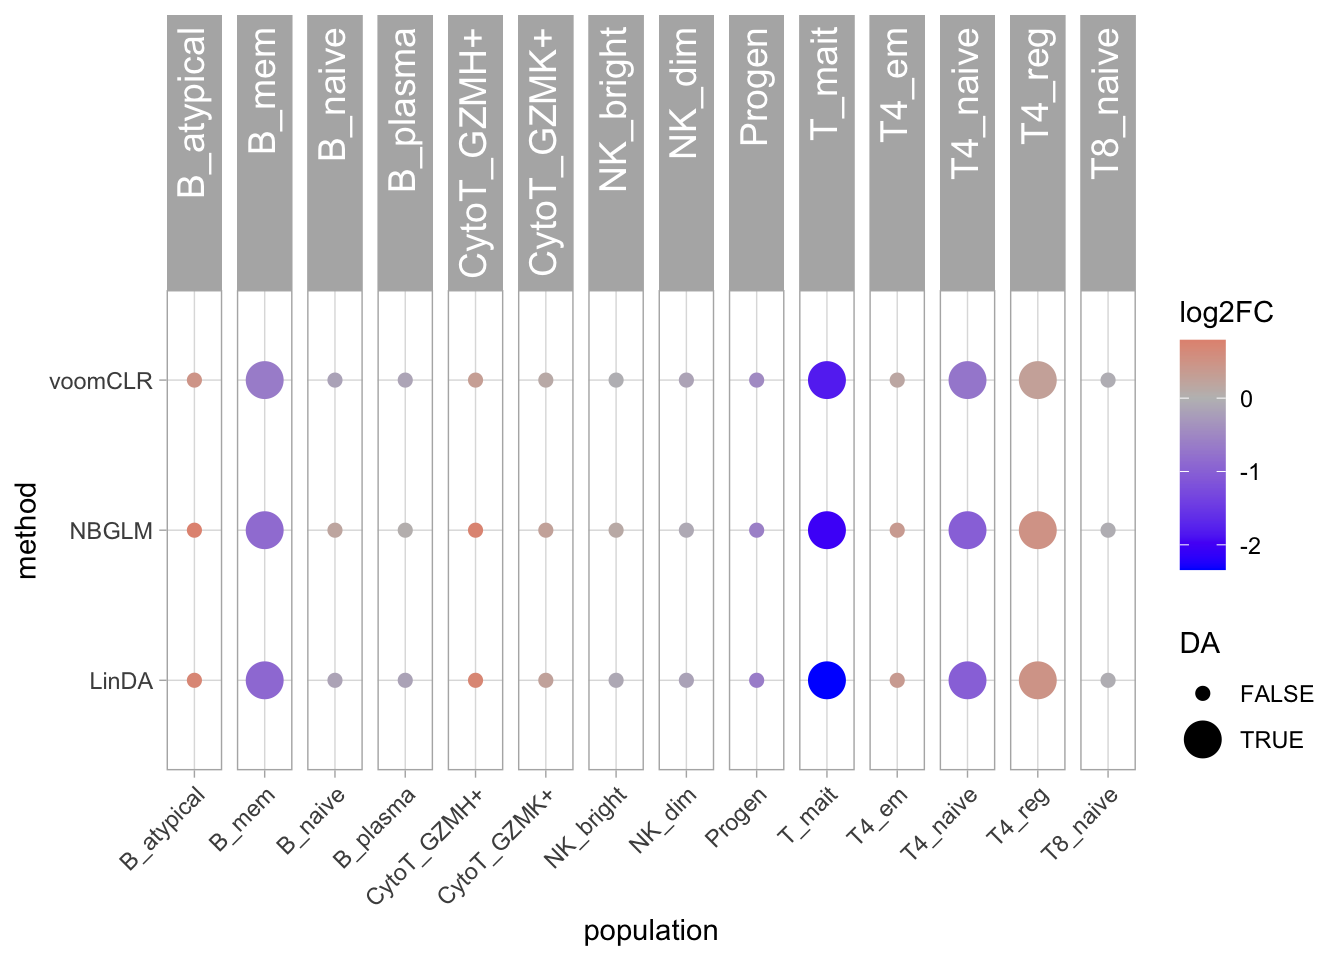 B_atypical
B_mem
B_naive
B_plasma
CytoT_GZMH+
CytoT_GZMK+
NK_bright
NK_dim
Progen
T_mait
T4_em
T4_naive
T4_reg
T8_naive
method
voomCLR
NBGLM
LinDA
B_atypical
B_mem
B_naive
B_plasma
CytoT_GZMH+
CytoT_GZMK+
NK_bright
NK_dim
Progen
T_mait
T4_em
T4_naive
T4_reg
T8_naive
population
log2FC
0
-1
-2
DA
FALSE
TRUE